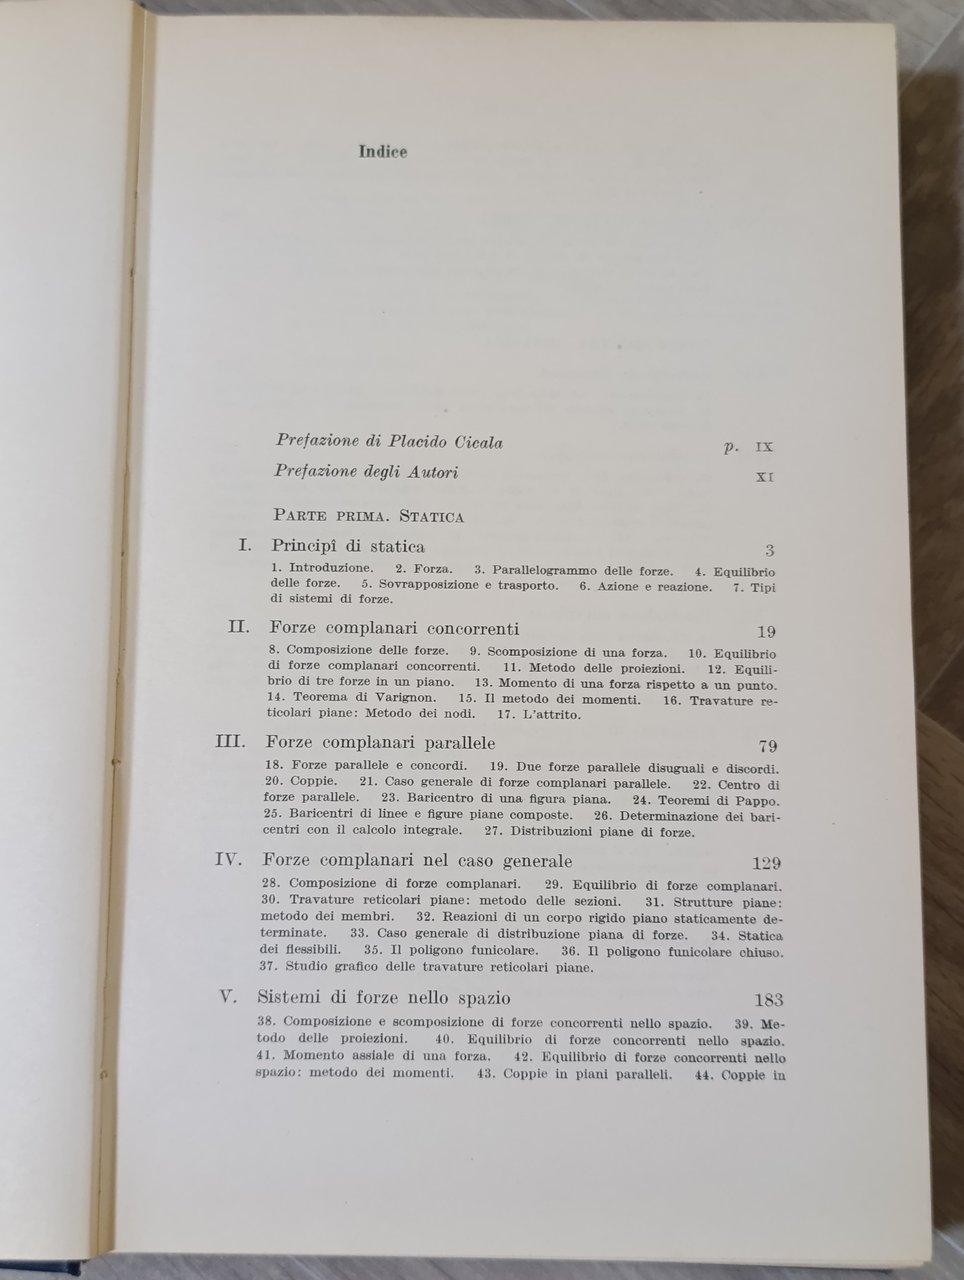 Indice
Prefazione di Placido Cicala p. IX
Prefazione degli Autori XI
PARTE PRIMA. STATICA
I. Principî di statica 3
1. Introduzione. 2. Forza. 3. Parallelogrammo delle forze. 4. Equilibrio
delle forze. 5. Sovrapposizione e trasporto. 6. Azione e reazione. 7. Tipi
di sistemi di forze.
II. Forze complanari concorrenti 19
8. Composizione delle forze. 9. Scomposizione di una forza. 10. Equilibrio
di forze complanari concorrenti. 11. Metodo delle proiezioni. 12. Equili-
brio di tre forze in un piano. 13. Momento di una forza rispetto a un punto.
14. Teorema di Varignon. 15. Il metodo dei momenti. 16. Travature re-
ticolari piane: Metodo dei nodi. 17. L'attrito.
III. Forze complanari parallele 79
18. Forze parallele e concordi. 19. Due forze parallele disuguali e discordi.
20. Coppie. 21. Caso generale di forze complanari parallele. 22. Centro di
forze parallele. 23. Baricentro di una figura piana. 24. Teoremi di Pappo.
25. Baricentri di linee e figure piane composte. 26. Determinazione dei bari-
centri con il calcolo integrale. 27. Distribuzioni piane di forze.
IV. Forze complanari nel caso generale 129
28. Composizione di forze complanari. 29. Equilibrio di forze complanari.
30. Travature reticolari piane: metodo delle sezioni. 31. Strutture piane:
metodo dei membri. 32. Reazioni di un corpo rigido piano staticamente de-
terminate. 33. Caso generale di distribuzione piana di forze. 34. Statica
dei flessibili. 35. Il poligono funicolare. 36. Il poligono funicolare chiuso.
37. Studio grafico delle travature reticolari piane.
V. Sistemi di forze nello spazio 183
38. Composizione e scomposizione di forze concorrenti nello spazio. 39. Me-
todo delle proiezioni. 40. Equilibrio di forze concorrenti nello spazio.
41. Momento assiale di una forza. 42. Equilibrio di forze concorrenti nello
spazio: metodo dei momenti. 43. Coppie in piani paralleli. 44. Coppie in